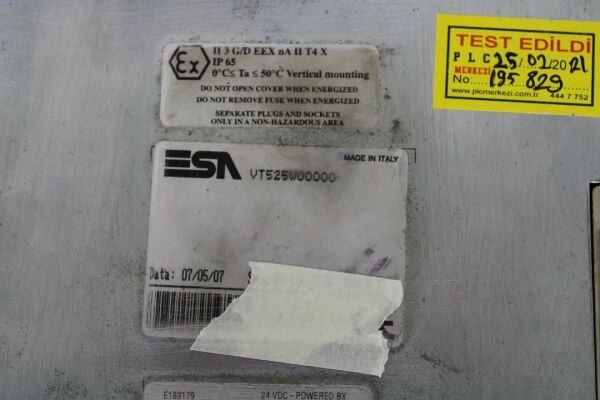 Ex II 3 G/D EEX nA II T4 X
IP 65
0°C≤ Ta ≤ 50°C Vertical mounting
DO NOT OPEN COVER WHEN ENERGIZED
DO NOT REMOVE FUSE WHEN ENERGIZED
SEPARATE PLUGS AND SOCKETS
ONLY IN A NON-HAZARDOUS AREA
TEST EDİLDİ
PLC 25/02/2021
MERKEZİ
No: 195 829
www.plcmerkezi.com.tr 444 7 752
ESA VT525W00000 MADE IN ITALY
Data: 07/05/07
E189179 24 VDC - POWERED BY